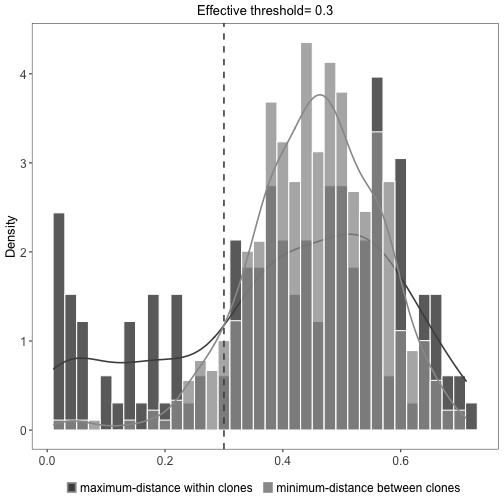 Effective threshold= 0.3
Density
4
3
2
1
0
0.0 0.2 0.4 0.6
maximum-distance within clones minimum-distance between clones